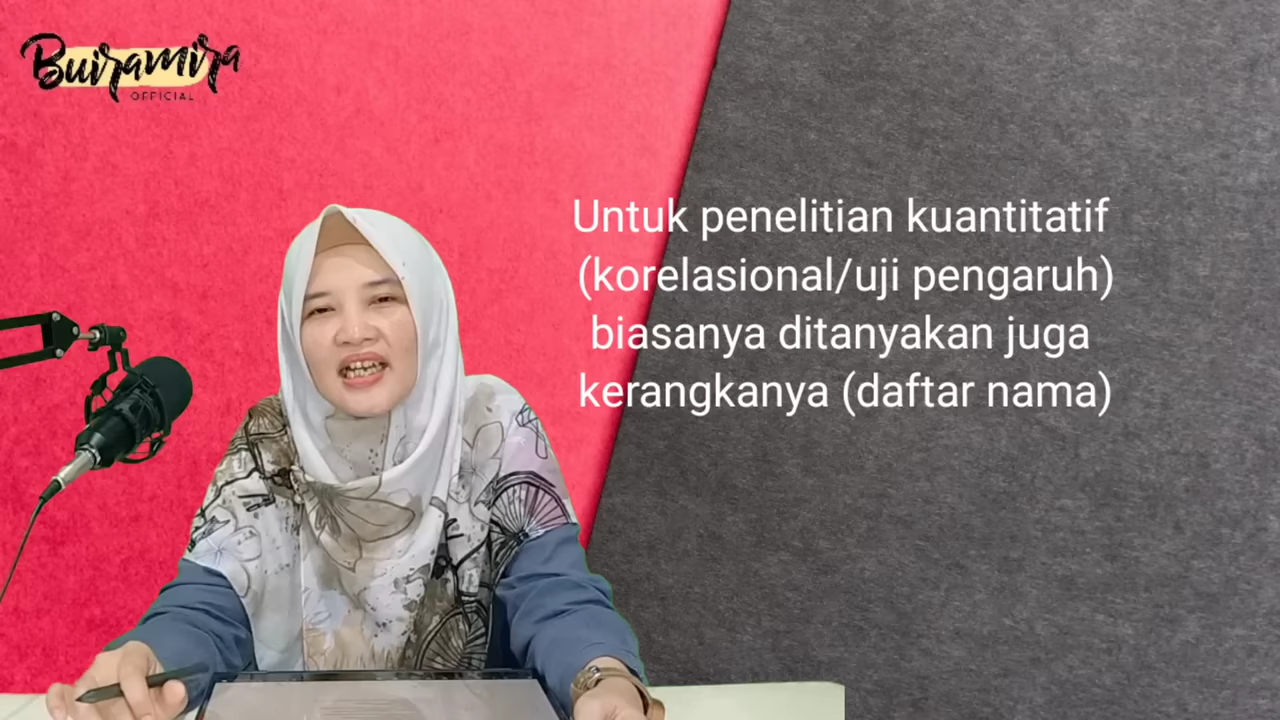 Buiramira
OFFICIAL
Untuk penelitian kuantitatif
(korelasional/uji pengaruh)
biasanya ditanyakan juga
kerangkanya (daftar nama)